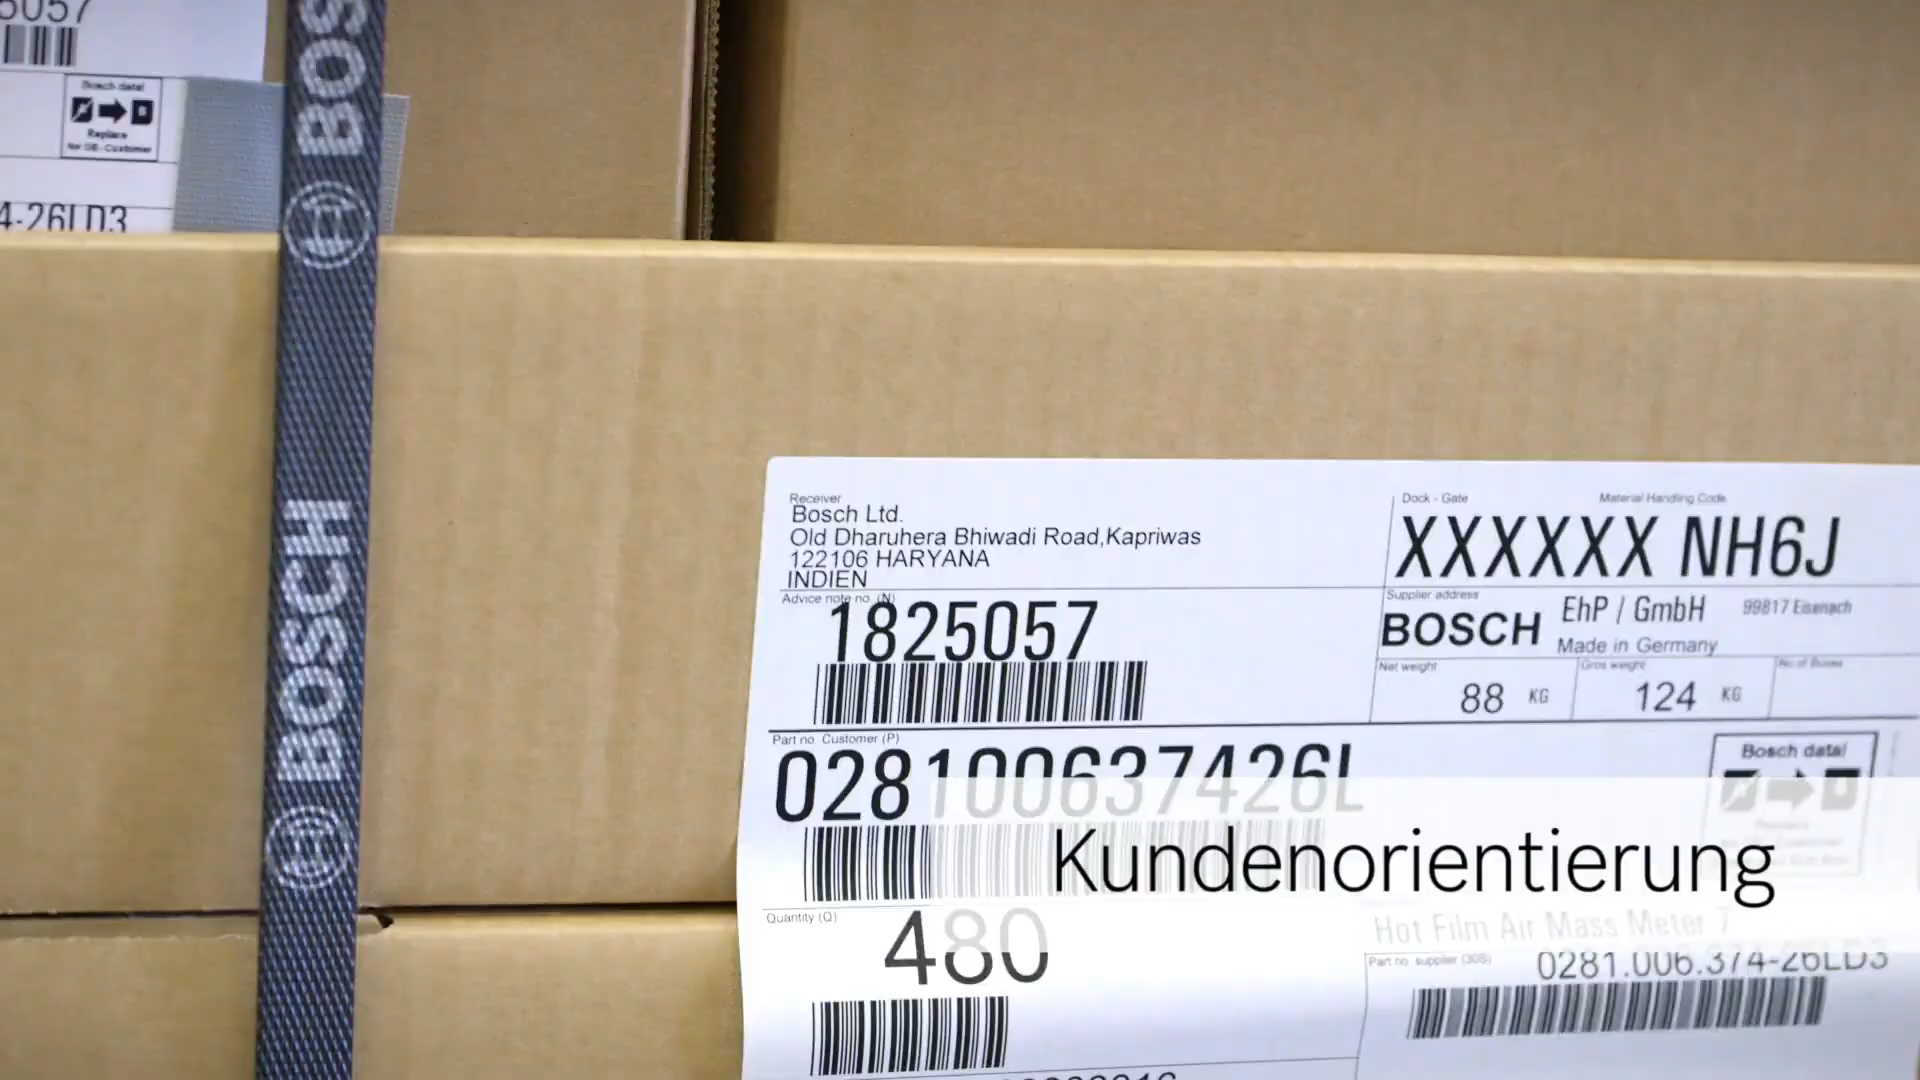 5057
Bosch data!
Replace
for OE-Customer
4-26LD3
BOSCH
BOSCH
Receiver
Bosch Ltd.
Old Dharuhera Bhiwadi Road,Kapriwas
122106 HARYANA
INDIEN
Dock - Gate Material Handling Code
XXXXXX NH6J
Advice note no. (N)
1825057
Supplier address
BOSCH EhP / GmbH 99817 Eisenach
Made in Germany
Net weight Gros weight No of Boxes
88 KG 124 KG
Part no. Customer (P)
028100637426L
Bosch data!
Kundenorientierung
Quantity (Q)
480
Hot Film Air Mass Meter 7
Part no. supplier (30S)
0281.006.374-26LD3